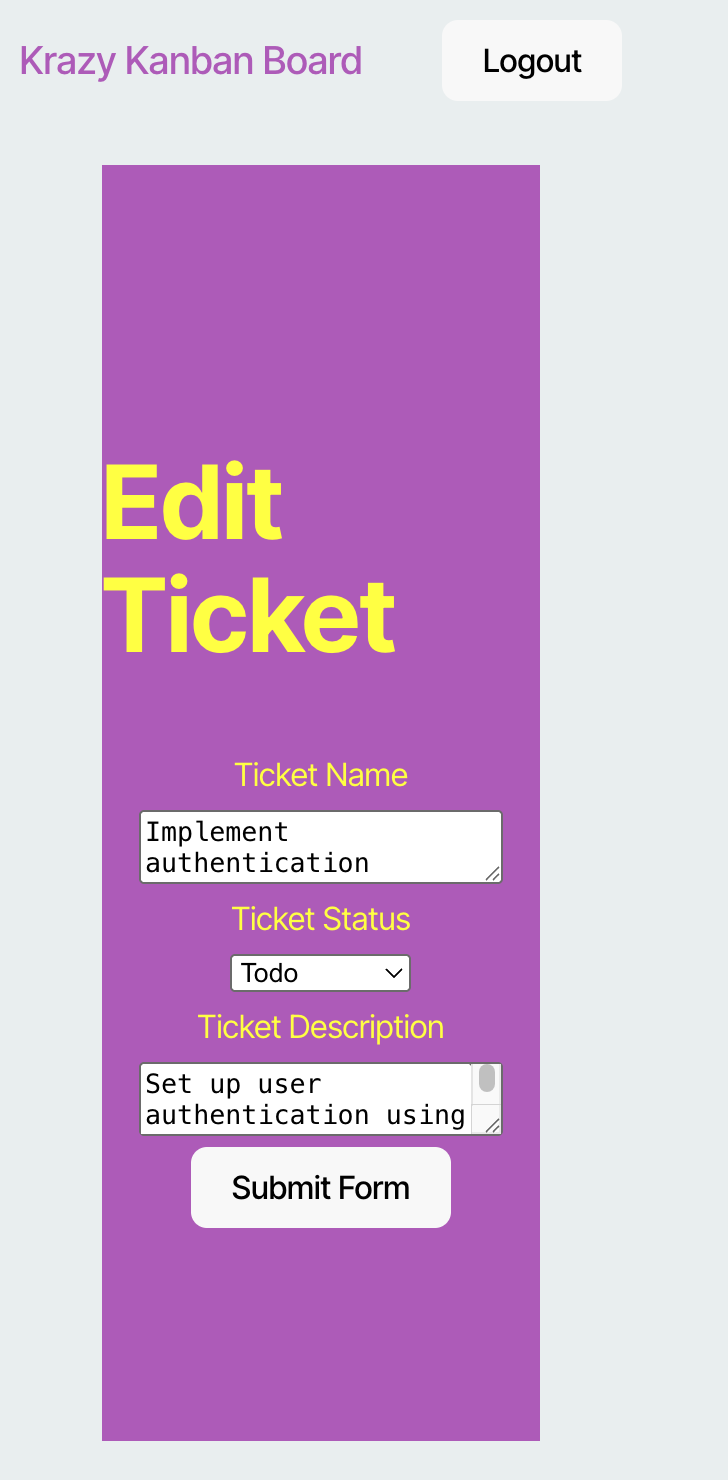 Krazy Kanban Board
Logout
Edit
Ticket
Ticket Name
Implement
authentication
Ticket Status
Todo
Ticket Description
Set up user
authentication using
Submit Form